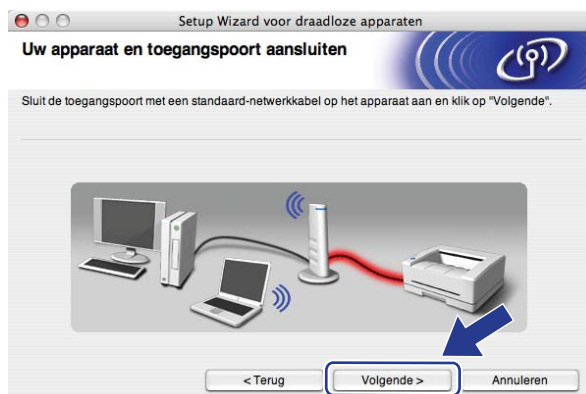 Setup Wizard voor draadloze apparaten
Uw apparaat en toegangspoort aansluiten
Sluit de toegangspoort met een standaard-netwerkkabel op het apparaat aan en klik op "Volgende".
< Terug
Volgende >
Annuleren